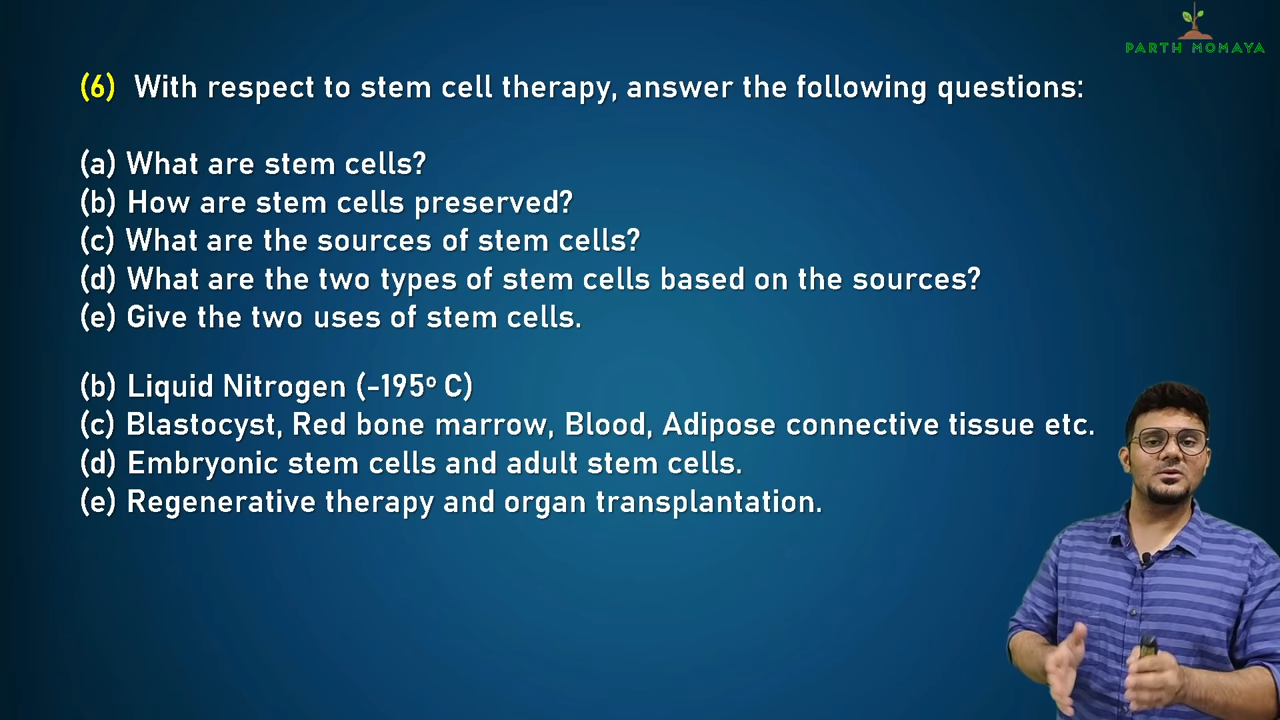 PARTH MOMAYA
(6) With respect to stem cell therapy, answer the following questions:
(a) What are stem cells?
(b) How are stem cells preserved?
(c) What are the sources of stem cells?
(d) What are the two types of stem cells based on the sources?
(e) Give the two uses of stem cells.
(b) Liquid Nitrogen (-195º C)
(c) Blastocyst, Red bone marrow, Blood, Adipose connective tissue etc.
(d) Embryonic stem cells and adult stem cells.
(e) Regenerative therapy and organ transplantation.